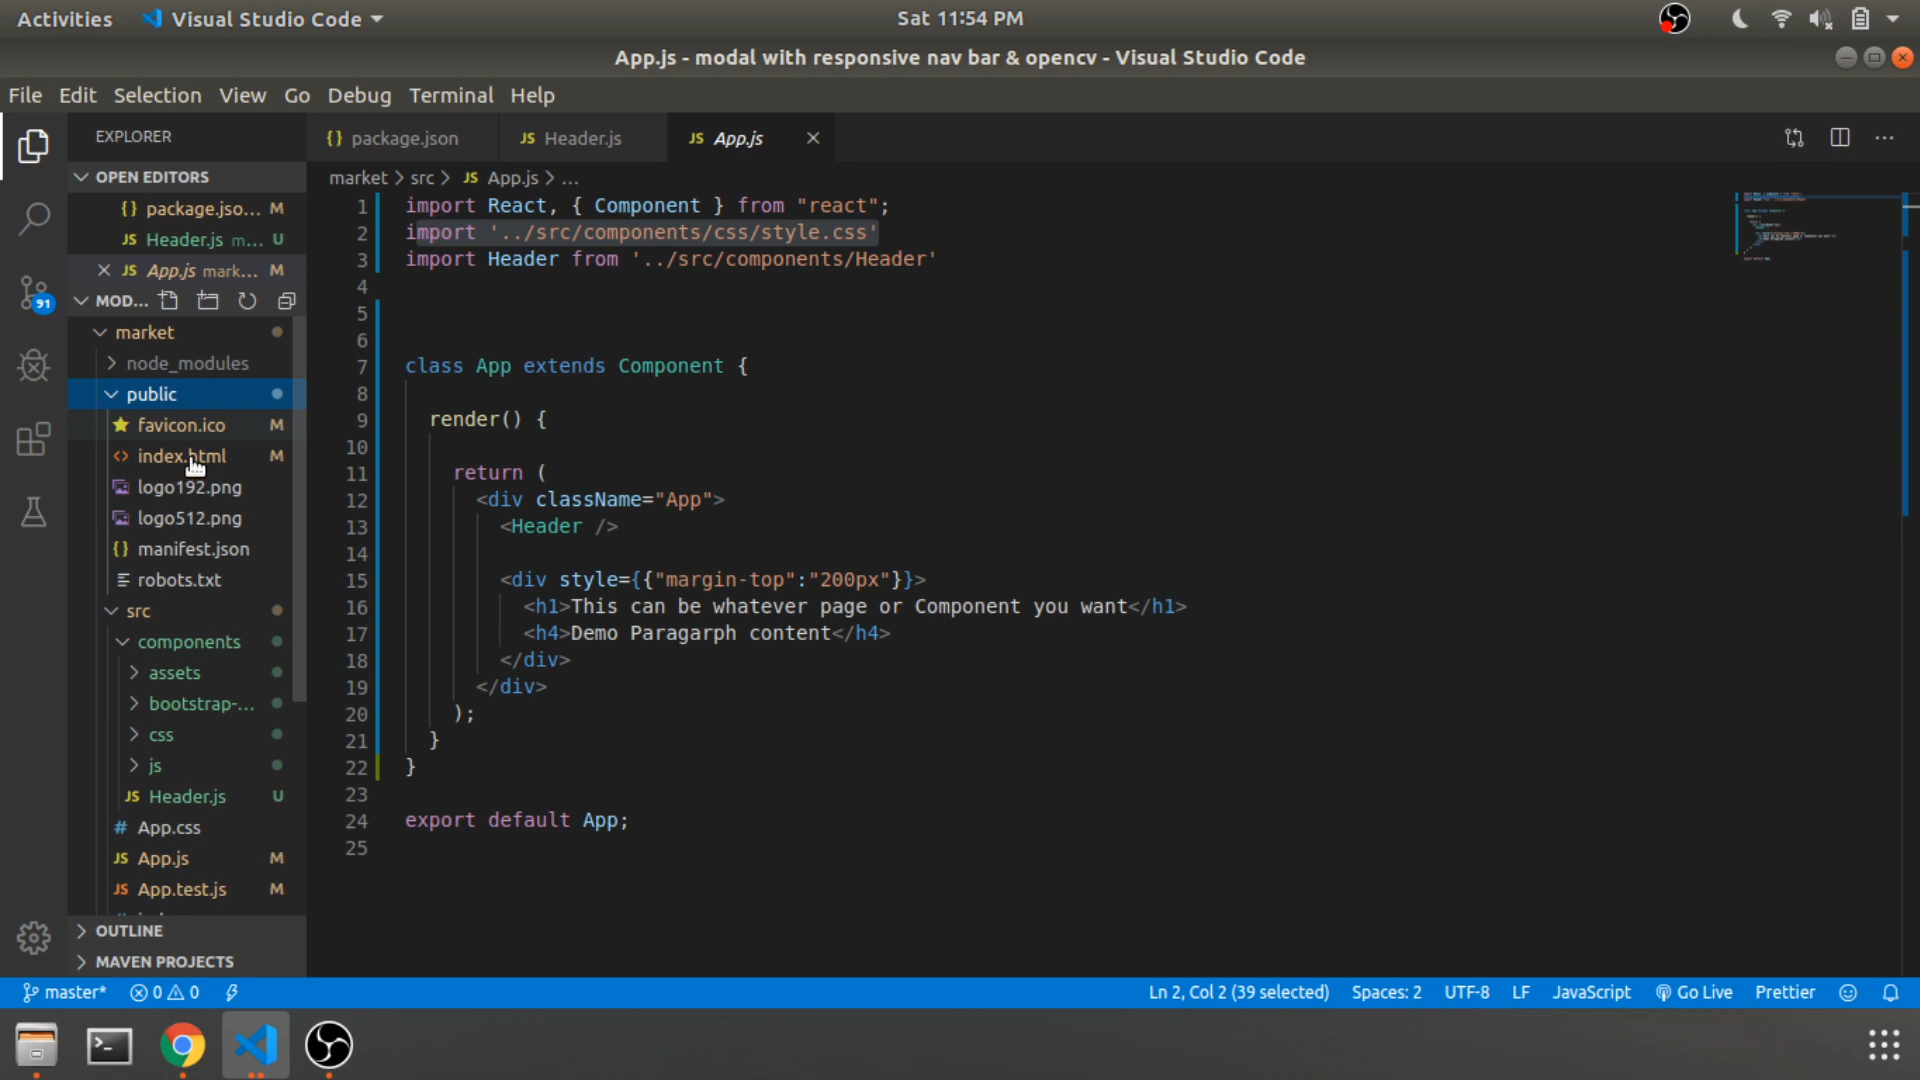 Activities Visual Studio Code Sat 11:54 PM
App.js - modal with responsive nav bar & opencv - Visual Studio Code
File Edit Selection View Go Debug Terminal Help
EXPLORER
OPEN EDITORS
{} package.jso... M
JS Header.js m... U
JS App.js mark... M
MOD...
market
node_modules
public
favicon.ico M
<> index.html M
logo192.png
logo512.png
{} manifest.json
robots.txt
src
components
assets
bootstrap-...
css
js
JS Header.js U
# App.css
JS App.js M
JS App.test.js M
OUTLINE
MAVEN PROJECTS
91
{} package.json JS Header.js JS App.js
market > src > JS App.js > ...
1 import React, { Component } from "react";
2 import '../src/components/css/style.css'
3 import Header from '../src/components/Header'
4
5
6
7 class App extends Component {
8
9 render() {
10
11 return (
12 <div className="App">
13 <Header />
14
15 <div style={{"margin-top":"200px"}}>
16 <h1>This can be whatever page or Component you want</h1>
17 <h4>Demo Paragarph content</h4>
18 </div>
19 </div>
20 );
21 }
22 }
23
24 export default App;
25
master* 0 0 Ln 2, Col 2 (39 selected) Spaces: 2 UTF-8 LF JavaScript Go Live Prettier